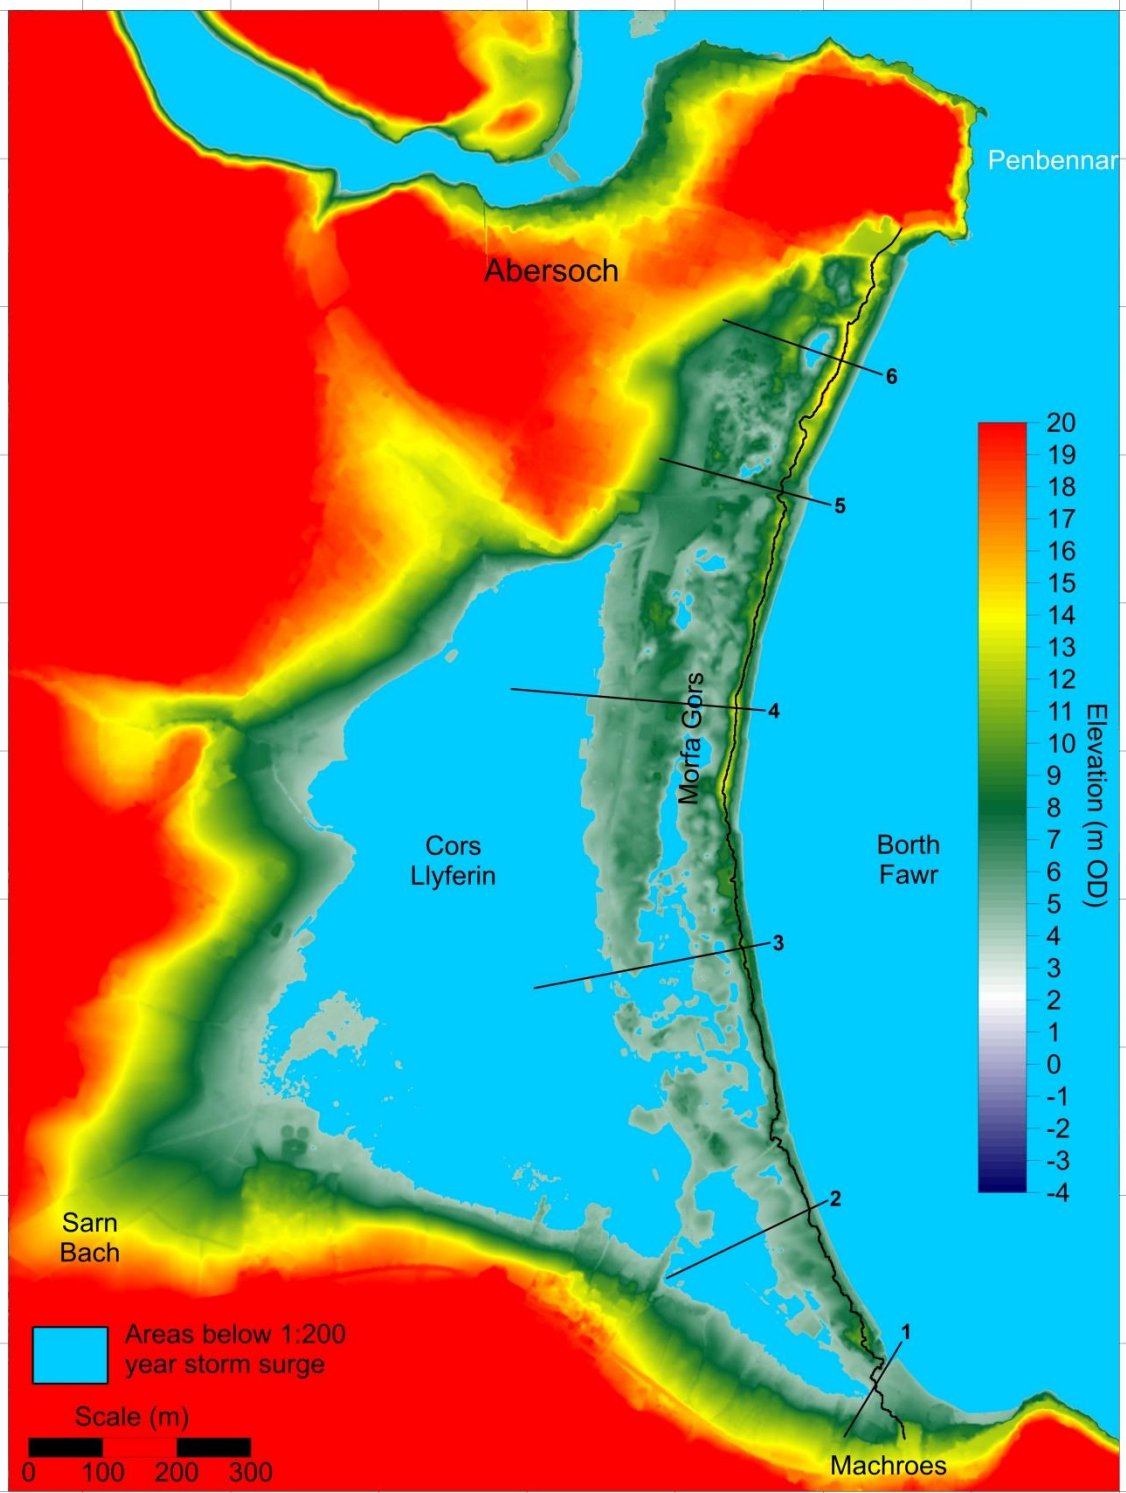 Penbennar
Abersoch
6
5
4
Morfa Gors
Cors
Llyferin
Borth
Fawr
3
2
1
20
19
18
17
16
15
14
13
12
11
10
9
8
7
6
5
4
3
2
1
0
-1
-2
-3
-4
Elevation (m OD)
Sarn
Bach
Areas below 1:200
year storm surge
Scale (m)
0 100 200 300
Machroes